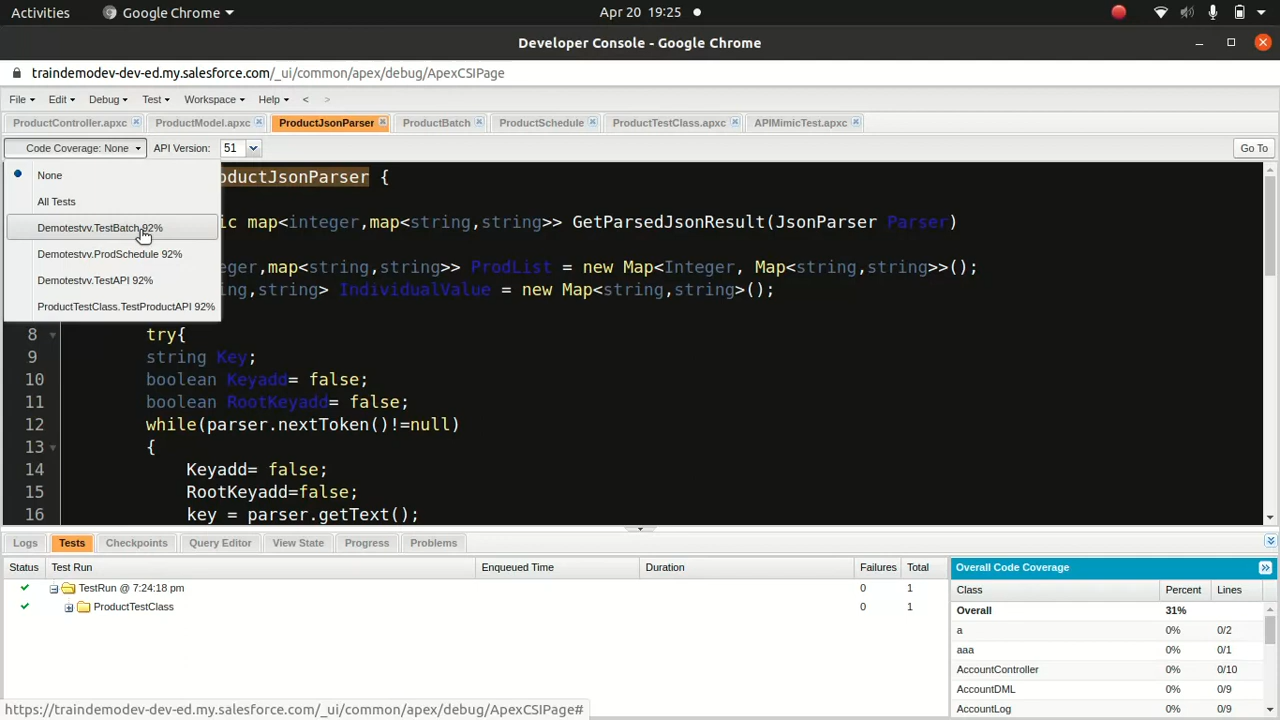 Activities
Google Chrome
Apr 20 19:25
Developer Console - Google Chrome
traindemodev-dev-ed.my.salesforce.com/_ui/common/apex/debug/ApexCSIPage
File Edit Debug Test Workspace Help < >
ProductController.apxc ProductModel.apxc ProductJsonParser ProductBatch ProductSchedule ProductTestClass.apxc APIMimicTest.apxc
Code Coverage: None API Version: 51 Go To
None
All Tests
Demotestvv.TestBatch 92%
Demotestvv.ProdSchedule 92%
Demotestvv.TestAPI 92%
ProductTestClass.TestProductAPI 92%
oductJsonParser {
ic map<integer,map<string,string>> GetParsedJsonResult(JsonParser Parser)
eger,map<string,string>> ProdList = new Map<Integer, Map<string,string>>();
ing,string> IndividualValue = new Map<string,string>();
8 try{
9 string Key;
10 boolean Keyadd= false;
11 boolean RootKeyadd= false;
12 while(parser.nextToken()!=null)
13 {
14 Keyadd= false;
15 RootKeyadd=false;
16 key = parser.getText();
Logs Tests Checkpoints Query Editor View State Progress Problems
Status Test Run Enqueued Time Duration Failures Total
TestRun @ 7:24:18 pm 0 1
ProductTestClass 0 1
Overall Code Coverage
Class Percent Lines
Overall 31%
a 0% 0/2
aaa 0% 0/1
AccountController 0% 0/10
AccountDML 0% 0/9
AccountLog 0% 0/9
https://traindemodev-dev-ed.my.salesforce.com/_ui/common/apex/debug/ApexCSIPage#